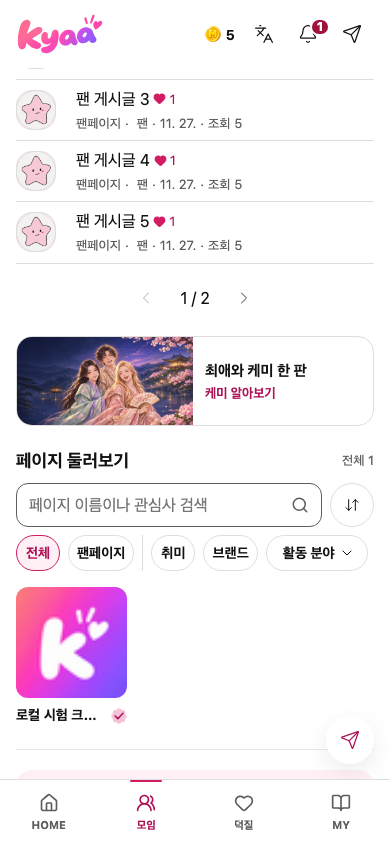 Kyaa
5
1
팬 게시글 3 1
팬페이지 · 팬 · 11. 27. · 조회 5
팬 게시글 4 1
팬페이지 · 팬 · 11. 27. · 조회 5
팬 게시글 5 1
팬페이지 · 팬 · 11. 27. · 조회 5
1 / 2
최애와 케미 한 판
케미 알아보기
페이지 둘러보기 전체 1
페이지 이름이나 관심사 검색
전체 팬페이지 취미 브랜드 활동 분야
K
로컬 시험 크...
HOME 모임 덕질 MY